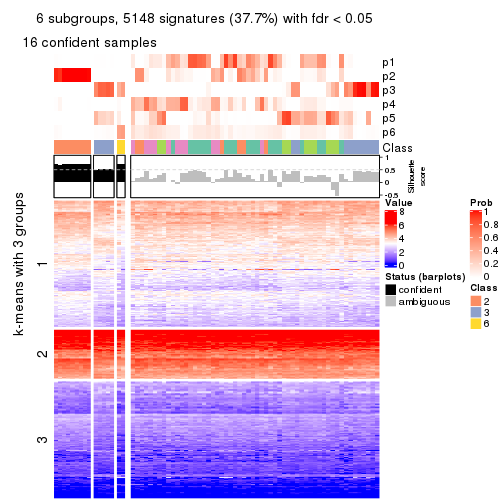 6 subgroups, 5148 signatures (37.7%) with fdr < 0.05
16 confident samples
p1
p2
p3
p4
p5
p6
Class
1
0.5
0
-0.5
Silhouette
score
k-means with 3 groups
1
2
3
Value
8
6
4
2
0
Status (barplots)
confident
ambiguous
Prob
1
0.8
0.6
0.4
0.2
0
Class
2
3
6